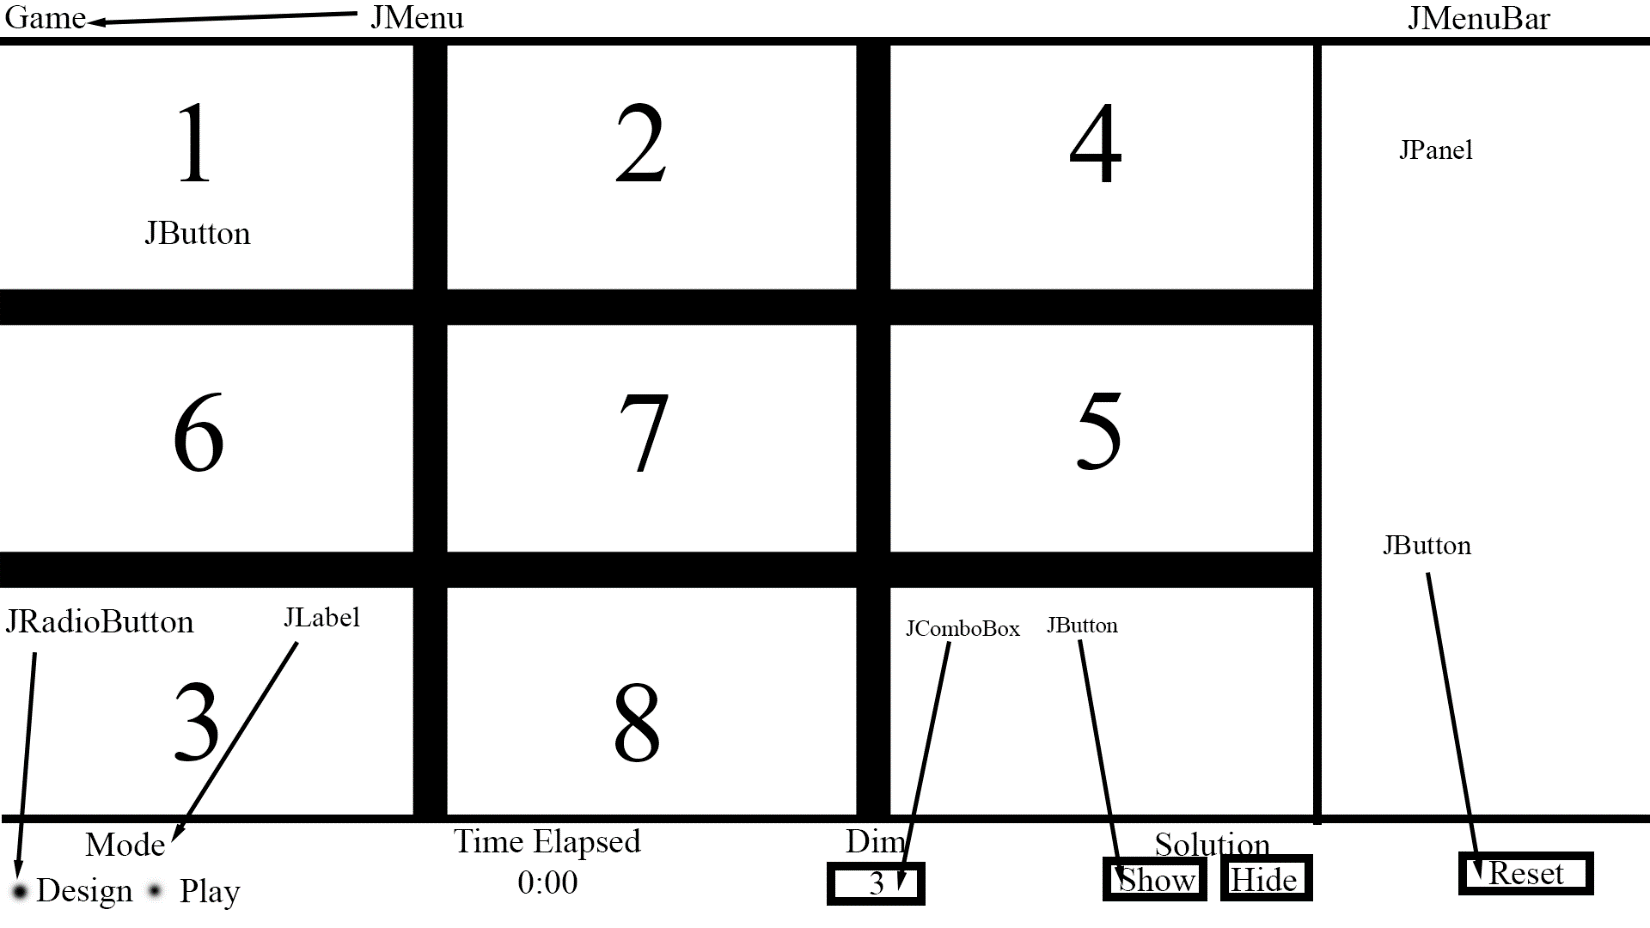 Game JMenu JMenuBar
1 2 4
JPanel
JButton
6 7 5
JButton
JRadioButton JLabel JComboBox JButton
3 8
Mode Time Elapsed Dim Solution
Design Play 0:00 3 Show Hide Reset